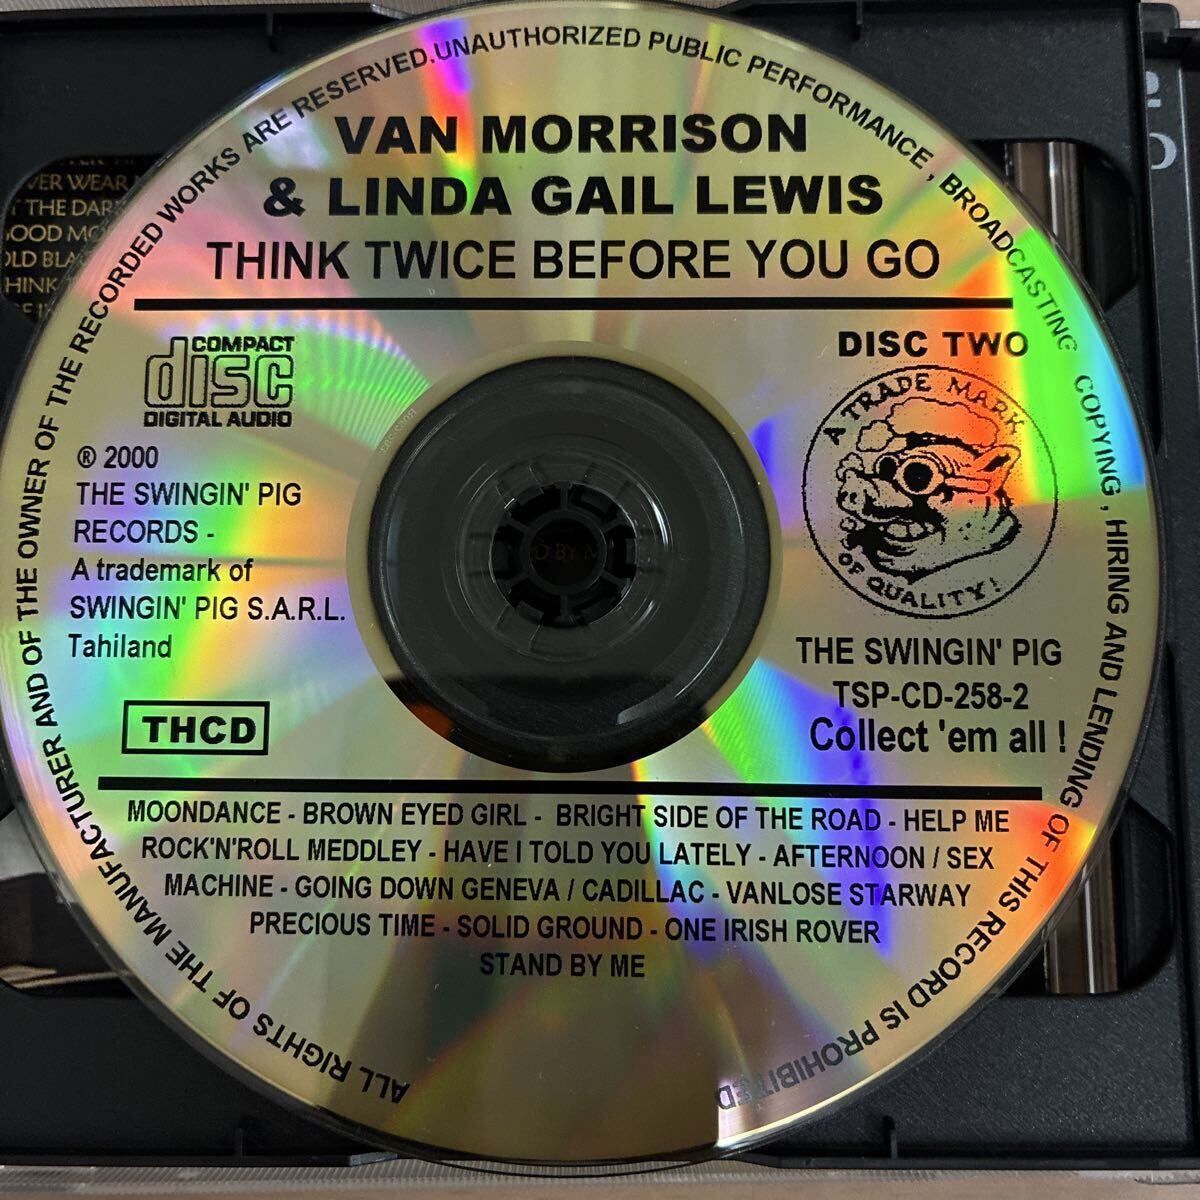 ALL RIGHTS OF THE MANUFACTURER AND OF THE OWNER OF THE RECORDED WORKS ARE RESERVED.UNAUTHORIZED PUBLIC PERFORMANCE, BROADCASTING COPYING, HIRING AND LENDING OF THIS RECORD IS PROHIBITED
VAN MORRISON
& LINDA GAIL LEWIS
THINK TWICE BEFORE YOU GO
COMPACT
disc
DIGITAL AUDIO
® 2000
THE SWINGIN' PIG
RECORDS -
A trademark of
SWINGIN' PIG S.A.R.L.
Tahiland
THCD
DISC TWO
A TRADE MARK
OF QUALITY!
THE SWINGIN' PIG
TSP-CD-258-2
Collect 'em all !
MOONDANCE - BROWN EYED GIRL - BRIGHT SIDE OF THE ROAD - HELP ME
ROCK'N'ROLL MEDDLEY - HAVE I TOLD YOU LATELY - AFTERNOON / SEX
MACHINE - GOING DOWN GENEVA / CADILLAC - VANLOSE STARWAY
PRECIOUS TIME - SOLID GROUND - ONE IRISH ROVER
STAND BY ME
WEAR
THE